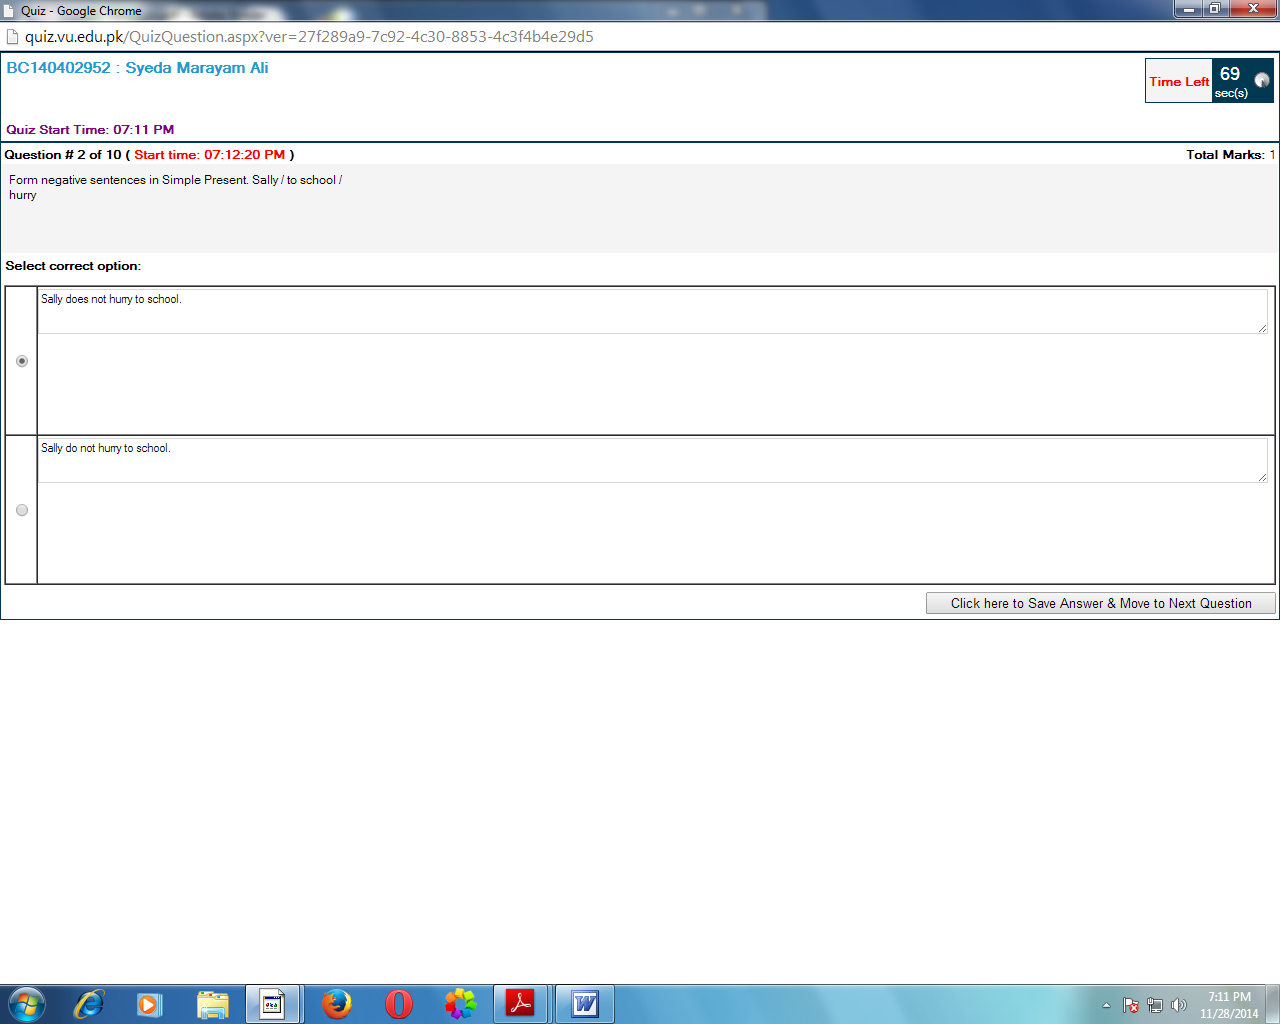 Quiz - Google Chrome
quiz.vu.edu.pk/QuizQuestion.aspx?ver=27f289a9-7c92-4c30-8853-4c3f4b4e29d5
BC140402952 : Syeda Marayam Ali
Time Left 69 sec(s)
Quiz Start Time: 07:11 PM
Question # 2 of 10 ( Start time: 07:12:20 PM ) Total Marks: 1
Form negative sentences in Simple Present. Sally / to school /
hurry
Select correct option:
Sally does not hurry to school.
Sally do not hurry to school.
Click here to Save Answer & Move to Next Question
7:11 PM
11/28/2014